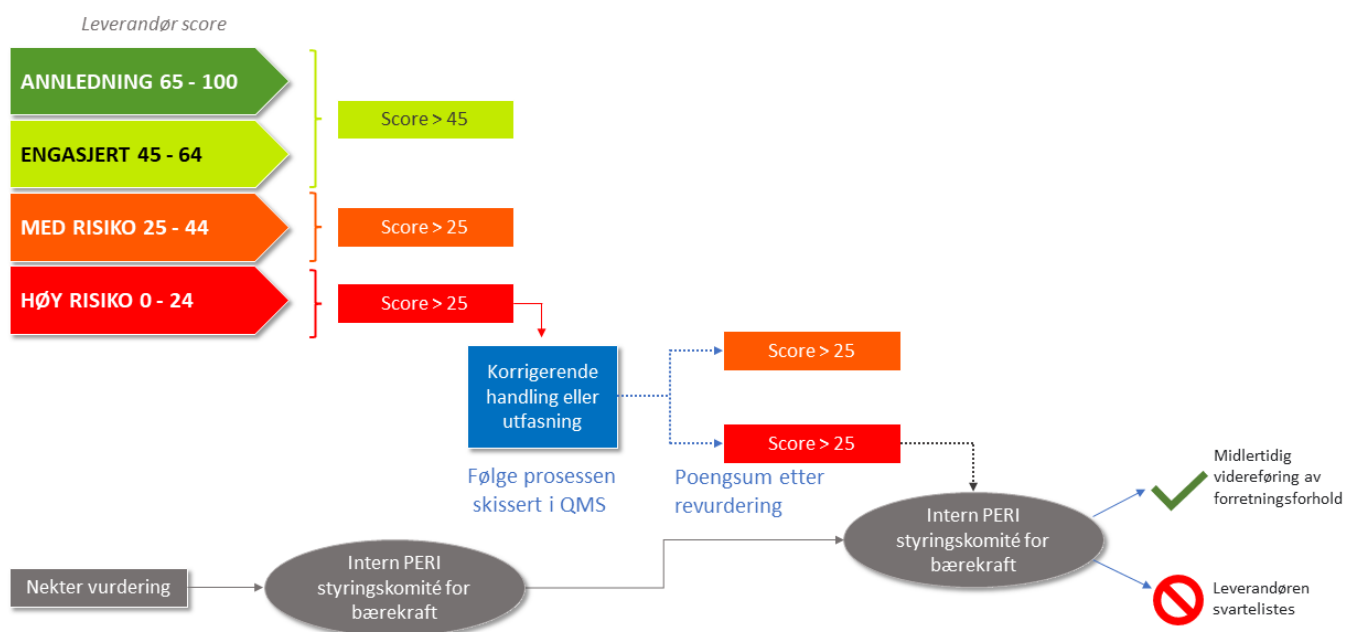 Leverandør score
ANNLEDNING 65 - 100
Score > 45
ENGASJERT 45 - 64
MED RISIKO 25 - 44
Score > 25
HØY RISIKO 0 - 24
Score > 25
Korrigerende
handling eller
utfasning
Følge prosessen
skissert i QMS
Score > 25
Score > 25
Poengsum etter
revurdering
Nekter vurdering
Intern PERI
styringskomité for
bærekraft
Intern PERI
styringskomité for
bærekraft
Midlertidig
videreføring av
forretningsforhold
Leverandøren
svartelistes